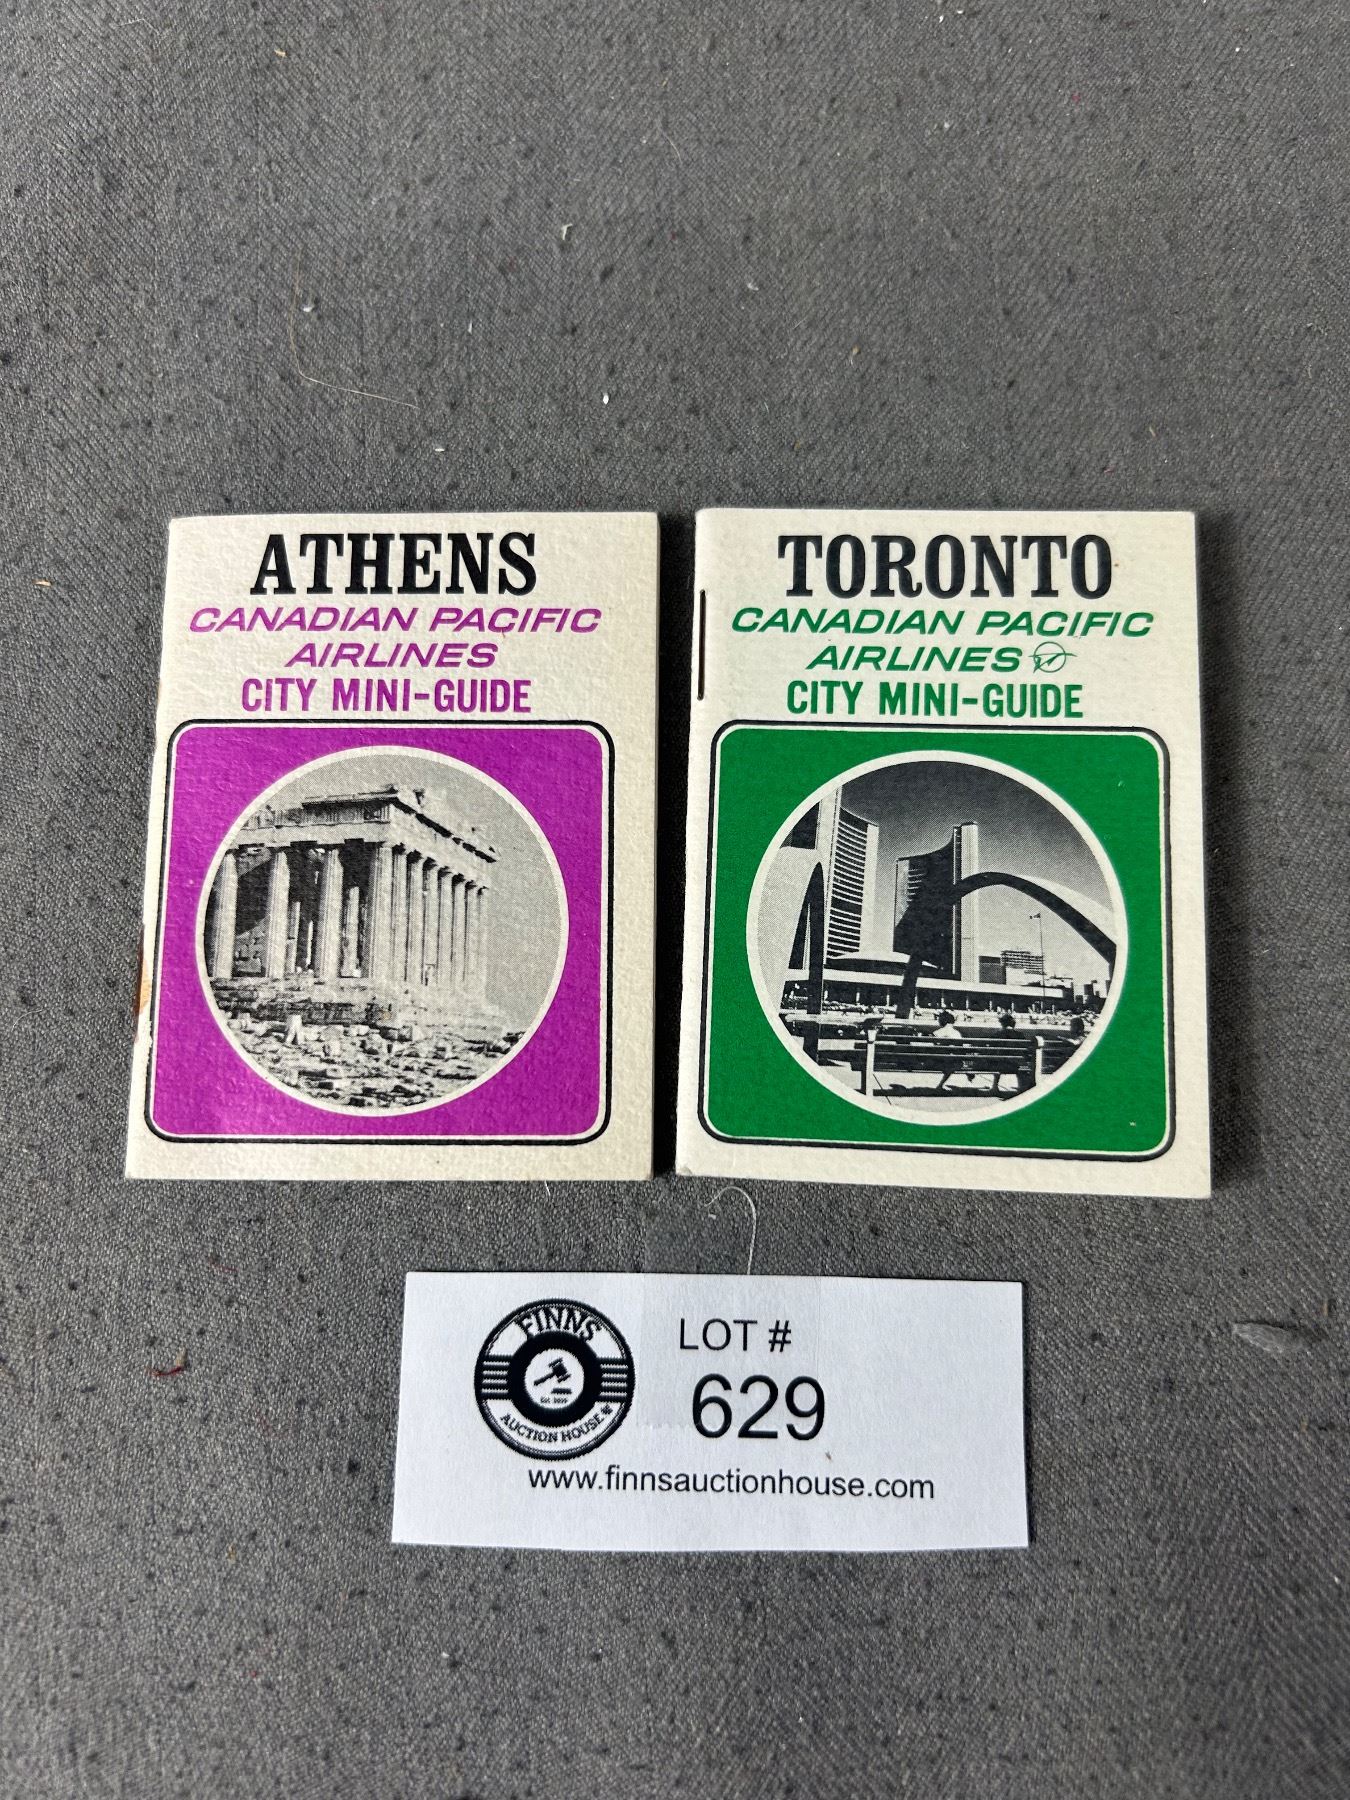 ATHENS
CANADIAN PACIFIC
AIRLINES
CITY MINI-GUIDE
TORONTO
CANADIAN PACIFIC
AIRLINES
CITY MINI-GUIDE
FINNS
AUCTION HOUSE
LOT #
629
www.finnsauctionhouse.com